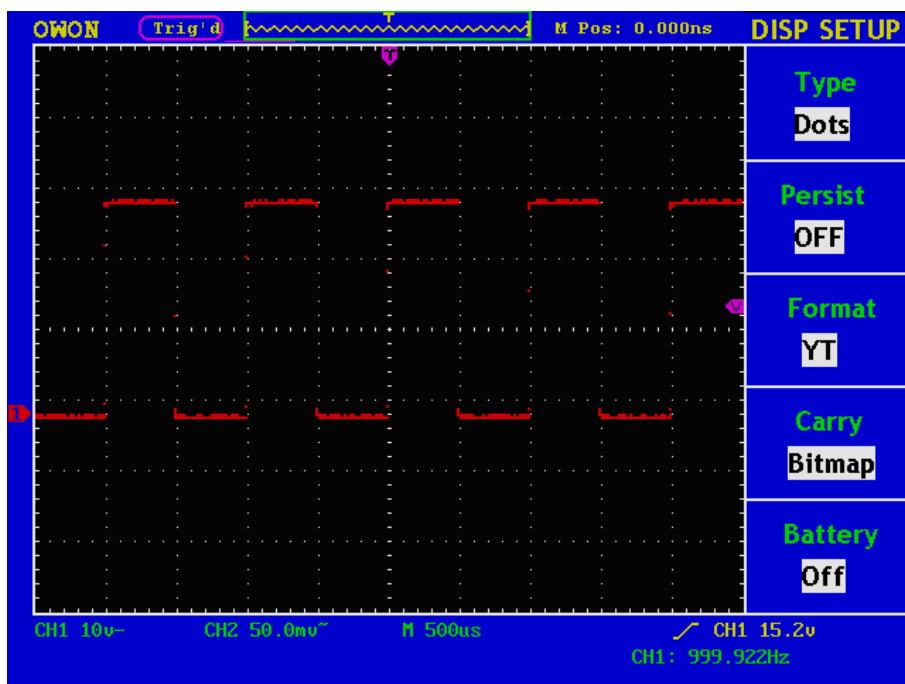 OWON Trig'd T M Pos: 0.000ns DISP SETUP
T
Type
Dots
Persist
OFF
Format
YT
V
Carry
Bitmap
1
Battery
Off
CH1 10v- CH2 50.0mv~ M 500us CH1 15.2v
CH1: 999.922Hz